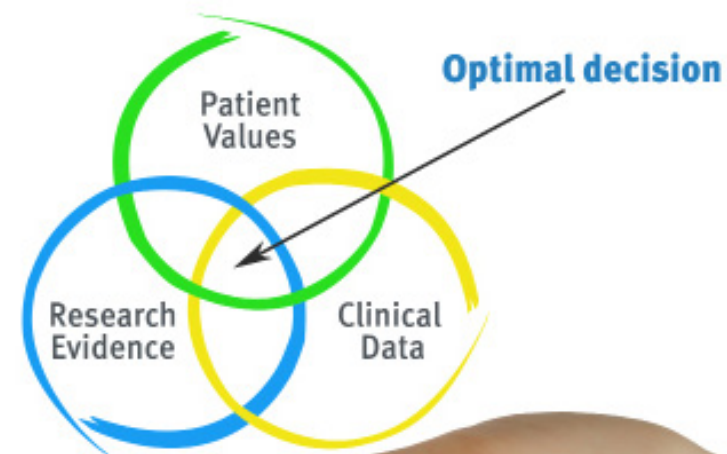 Optimal decision
Patient
Values
Research
Evidence
Clinical
Data